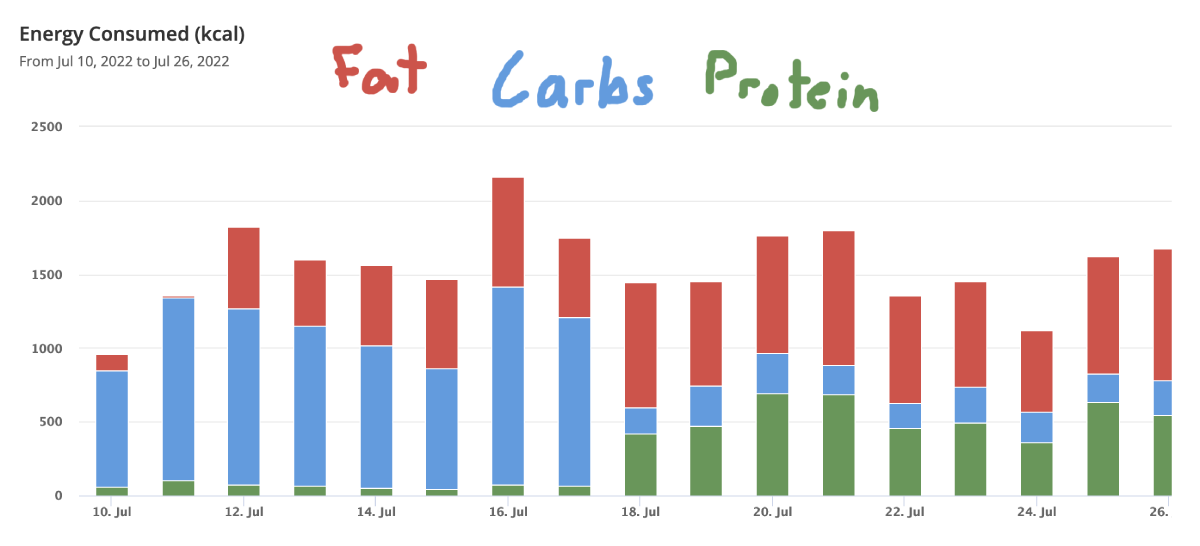 Energy Consumed (kcal)
From Jul 10, 2022 to Jul 26, 2022
Fat Carbs Protein
2500
2000
1500
1000
500
0
10. Jul 12. Jul 14. Jul 16. Jul 18. Jul 20. Jul 22. Jul 24. Jul 26.